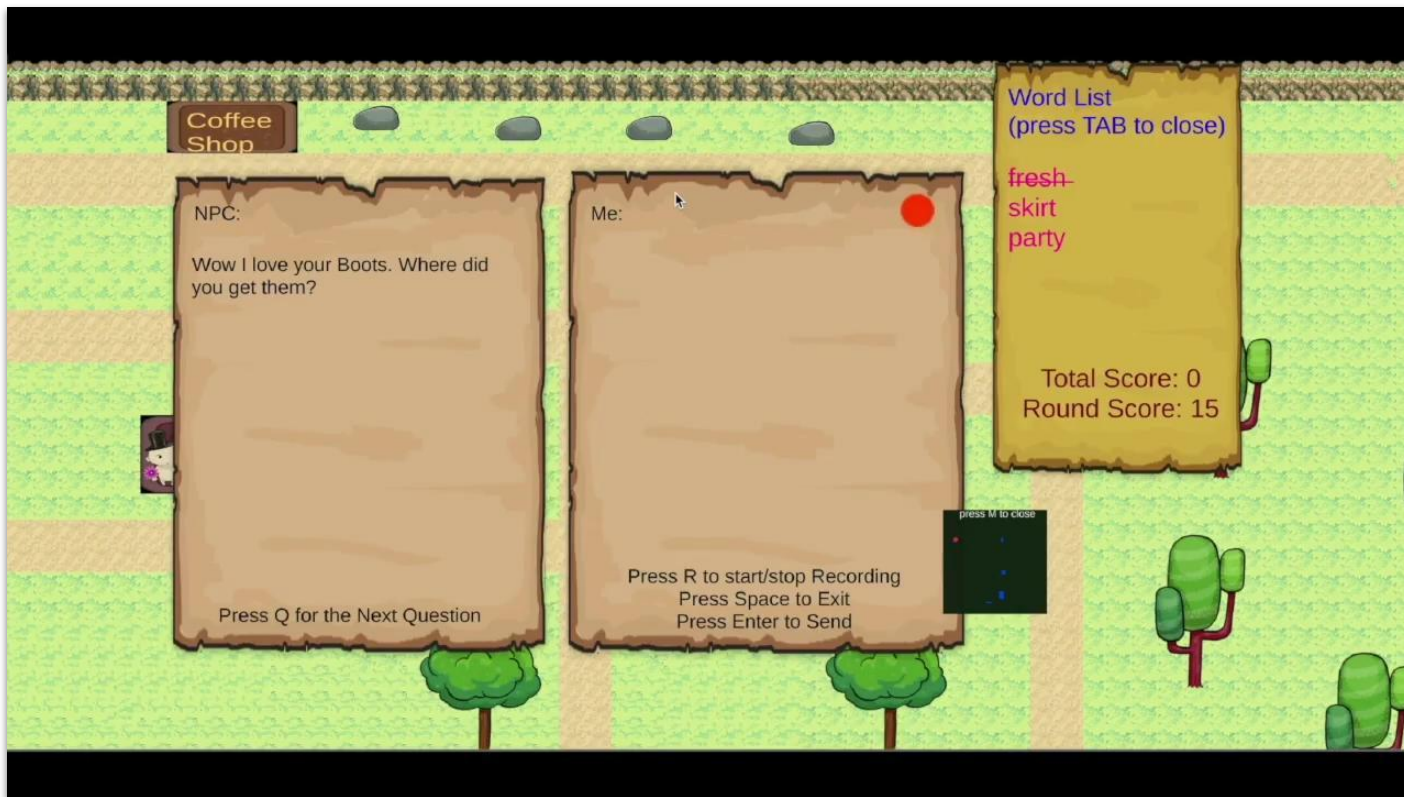 Coffee
Shop
NPC:
Wow I love your Boots. Where did
you get them?
Press Q for the Next Question
Me:
Press R to start/stop Recording
Press Space to Exit
Press Enter to Send
Word List
(press TAB to close)
fresh
skirt
party
Total Score: 0
Round Score: 15
press M to close